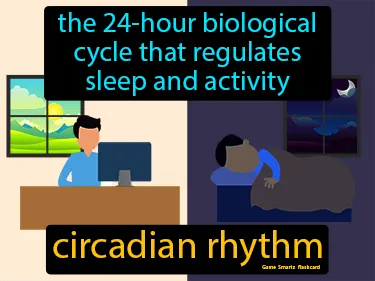 the 24-hour biological
cycle that regulates
sleep and activity
circadian rhythm
Game Smartz flashcard